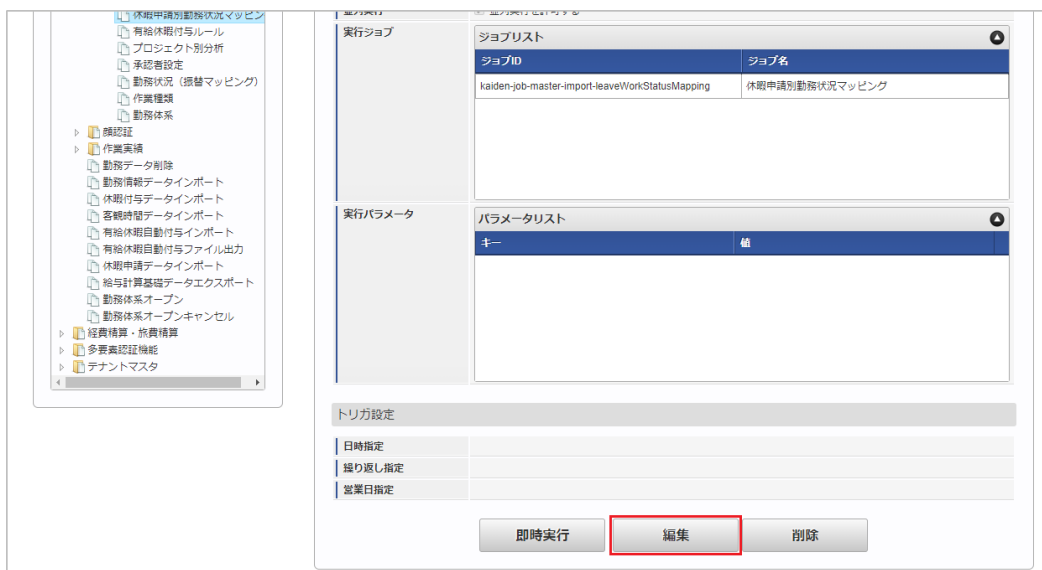 休暇申請別勤務状況マッピン
有給休暇付与ルール
プロジェクト別分析
承認者設定
勤務状況（振替マッピング）
作業種類
勤務体系
顔認証
作業実績
勤務データ削除
勤務情報データインポート
休暇付与データインポート
客観時間データインポート
有給休暇自動付与インポート
有給休暇自動付与ファイル出力
休暇申請データインポート
給与計算基礎データエクスポート
勤務体系オープン
勤務体系オープンキャンセル
経費精算・旅費精算
多要素認証機能
テナントマスタ
並列実行 並列実行を許可する
実行ジョブ
ジョブリスト
ジョブID ジョブ名
kaiden-job-master-import-leaveWorkStatusMapping 休暇申請別勤務状況マッピング
実行パラメータ
パラメータリスト
キー 値
トリガ設定
日時指定
繰り返し指定
営業日指定
即時実行 編集 削除